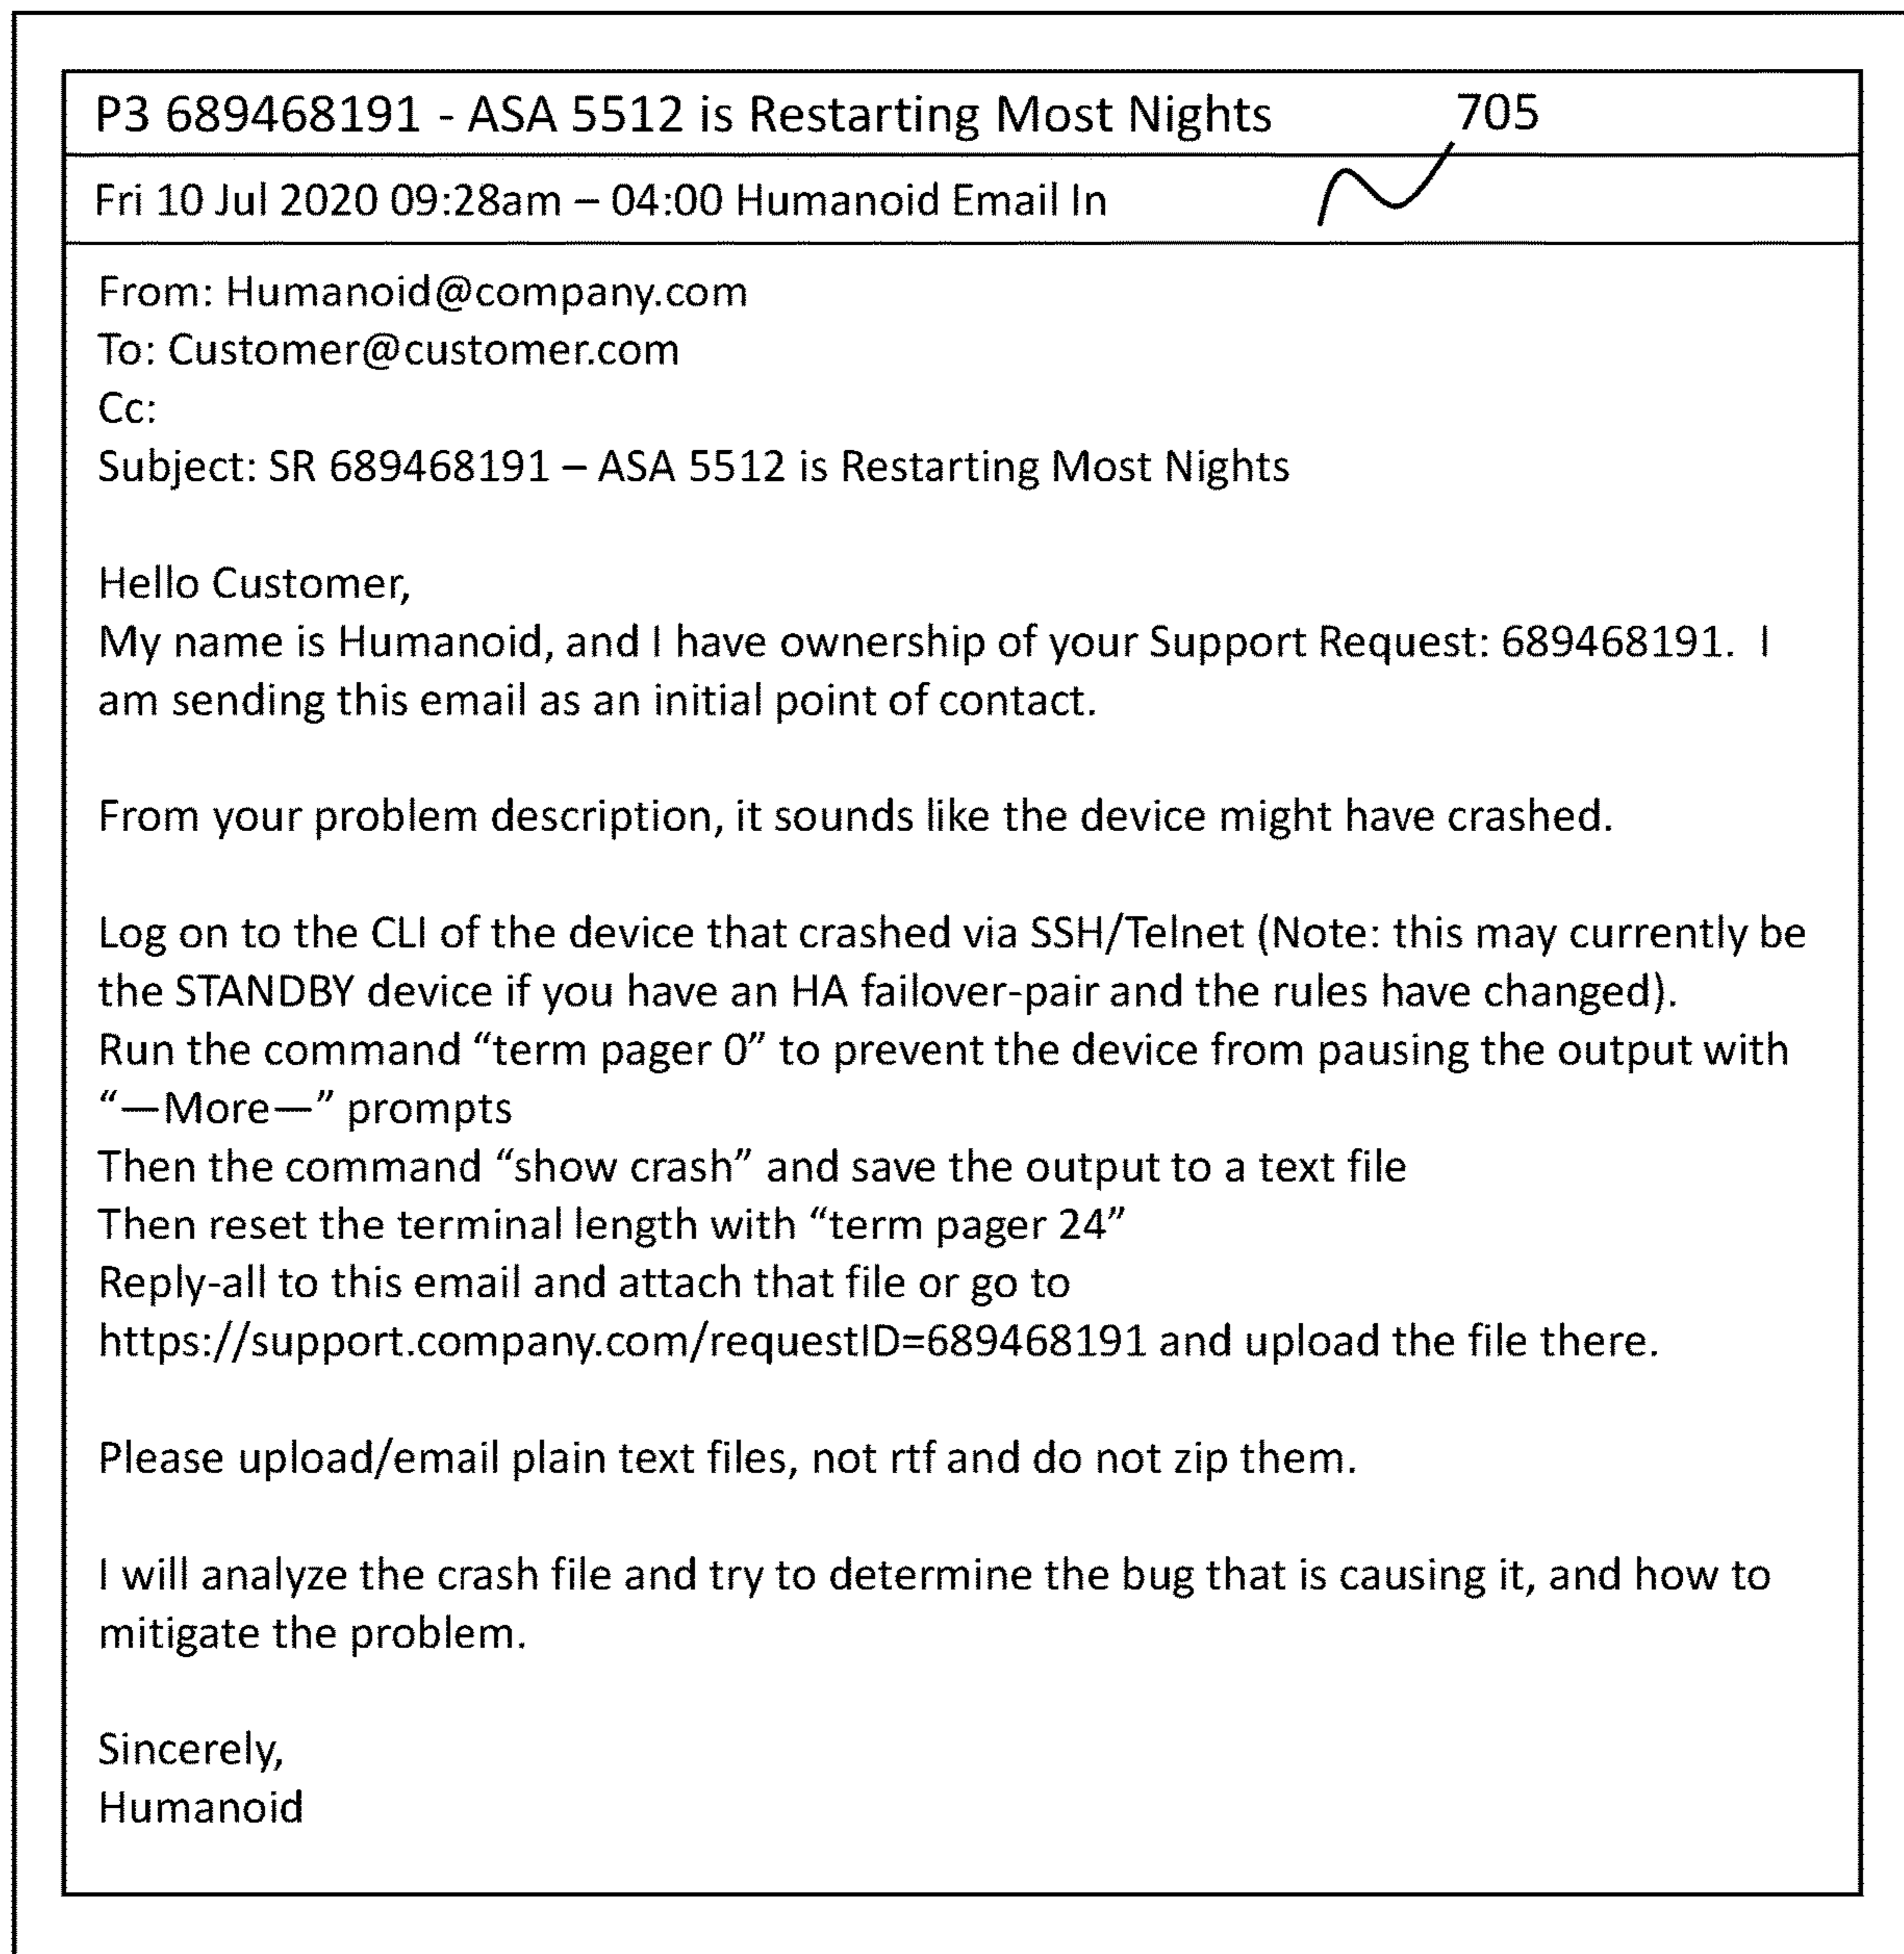 P3 689468191 - ASA 5512 is Restarting Most Nights 705
Fri 10 Jul 2020 09:28am – 04:00 Humanoid Email In
From: Humanoid@company.com
To: Customer@customer.com
Cc:
Subject: SR 689468191 – ASA 5512 is Restarting Most Nights
Hello Customer,
My name is Humanoid, and I have ownership of your Support Request: 689468191.  I
am sending this email as an initial point of contact.
From your problem description, it sounds like the device might have crashed.
Log on to the CLI of the device that crashed via SSH/Telnet (Note: this may currently be
the STANDBY device if you have an HA failover-pair and the rules have changed).
Run the command “term pager 0” to prevent the device from pausing the output with
“—More—” prompts
Then the command “show crash” and save the output to a text file
Then reset the terminal length with “term pager 24”
Reply-all to this email and attach that file or go to
https://support.company.com/requestID=689468191 and upload the file there.
Please upload/email plain text files, not rtf and do not zip them.
I will analyze the crash file and try to determine the bug that is causing it, and how to
mitigate the problem.
Sincerely,
Humanoid